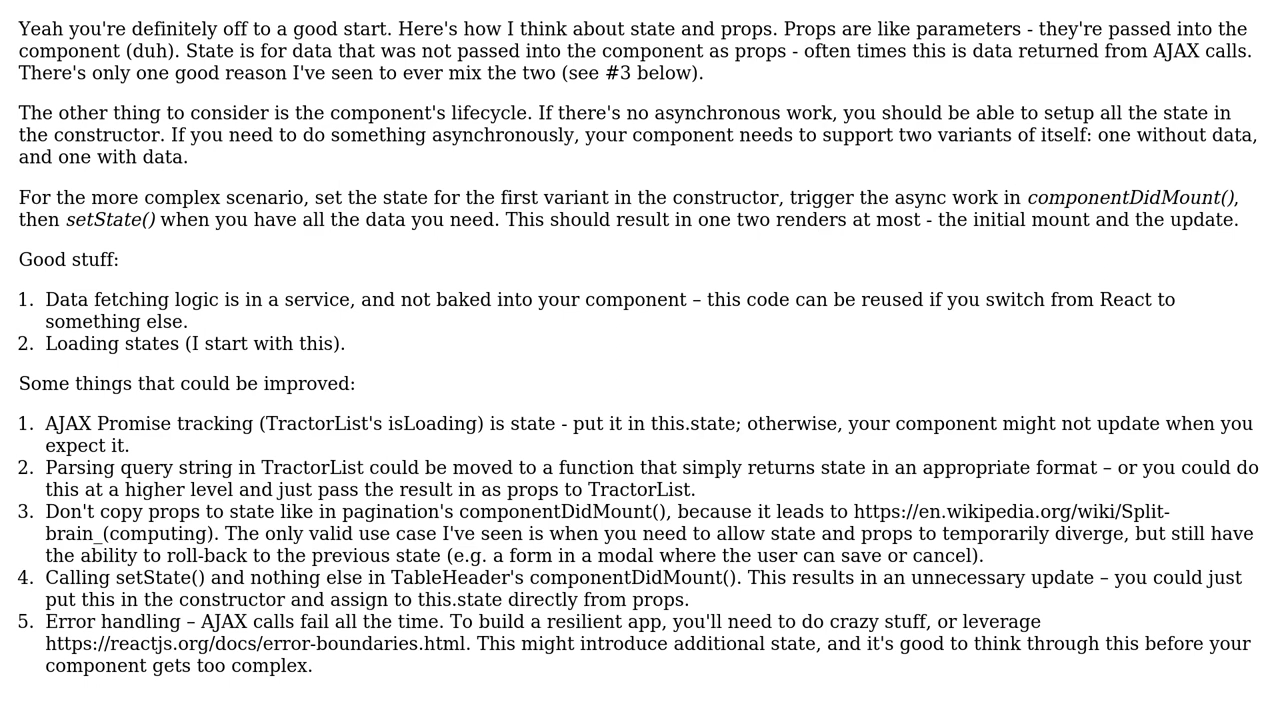 Yeah you're definitely off to a good start. Here's how I think about state and props. Props are like parameters - they're passed into the
component (duh). State is for data that was not passed into the component as props - often times this is data returned from AJAX calls.
There's only one good reason I've seen to ever mix the two (see #3 below).
The other thing to consider is the component's lifecycle. If there's no asynchronous work, you should be able to setup all the state in
the constructor. If you need to do something asynchronously, your component needs to support two variants of itself: one without data,
and one with data.
For the more complex scenario, set the state for the first variant in the constructor, trigger the async work in componentDidMount(),
then setState() when you have all the data you need. This should result in one two renders at most - the initial mount and the update.
Good stuff:
1. Data fetching logic is in a service, and not baked into your component – this code can be reused if you switch from React to
something else.
2. Loading states (I start with this).
Some things that could be improved:
1. AJAX Promise tracking (TractorList's isLoading) is state - put it in this.state; otherwise, your component might not update when you
expect it.
2. Parsing query string in TractorList could be moved to a function that simply returns state in an appropriate format – or you could do
this at a higher level and just pass the result in as props to TractorList.
3. Don't copy props to state like in pagination's componentDidMount(), because it leads to https://en.wikipedia.org/wiki/Split-
brain_(computing). The only valid use case I've seen is when you need to allow state and props to temporarily diverge, but still have
the ability to roll-back to the previous state (e.g. a form in a modal where the user can save or cancel).
4. Calling setState() and nothing else in TableHeader's componentDidMount(). This results in an unnecessary update – you could just
put this in the constructor and assign to this.state directly from props.
5. Error handling – AJAX calls fail all the time. To build a resilient app, you'll need to do crazy stuff, or leverage
https://reactjs.org/docs/error-boundaries.html. This might introduce additional state, and it's good to think through this before your
component gets too complex.